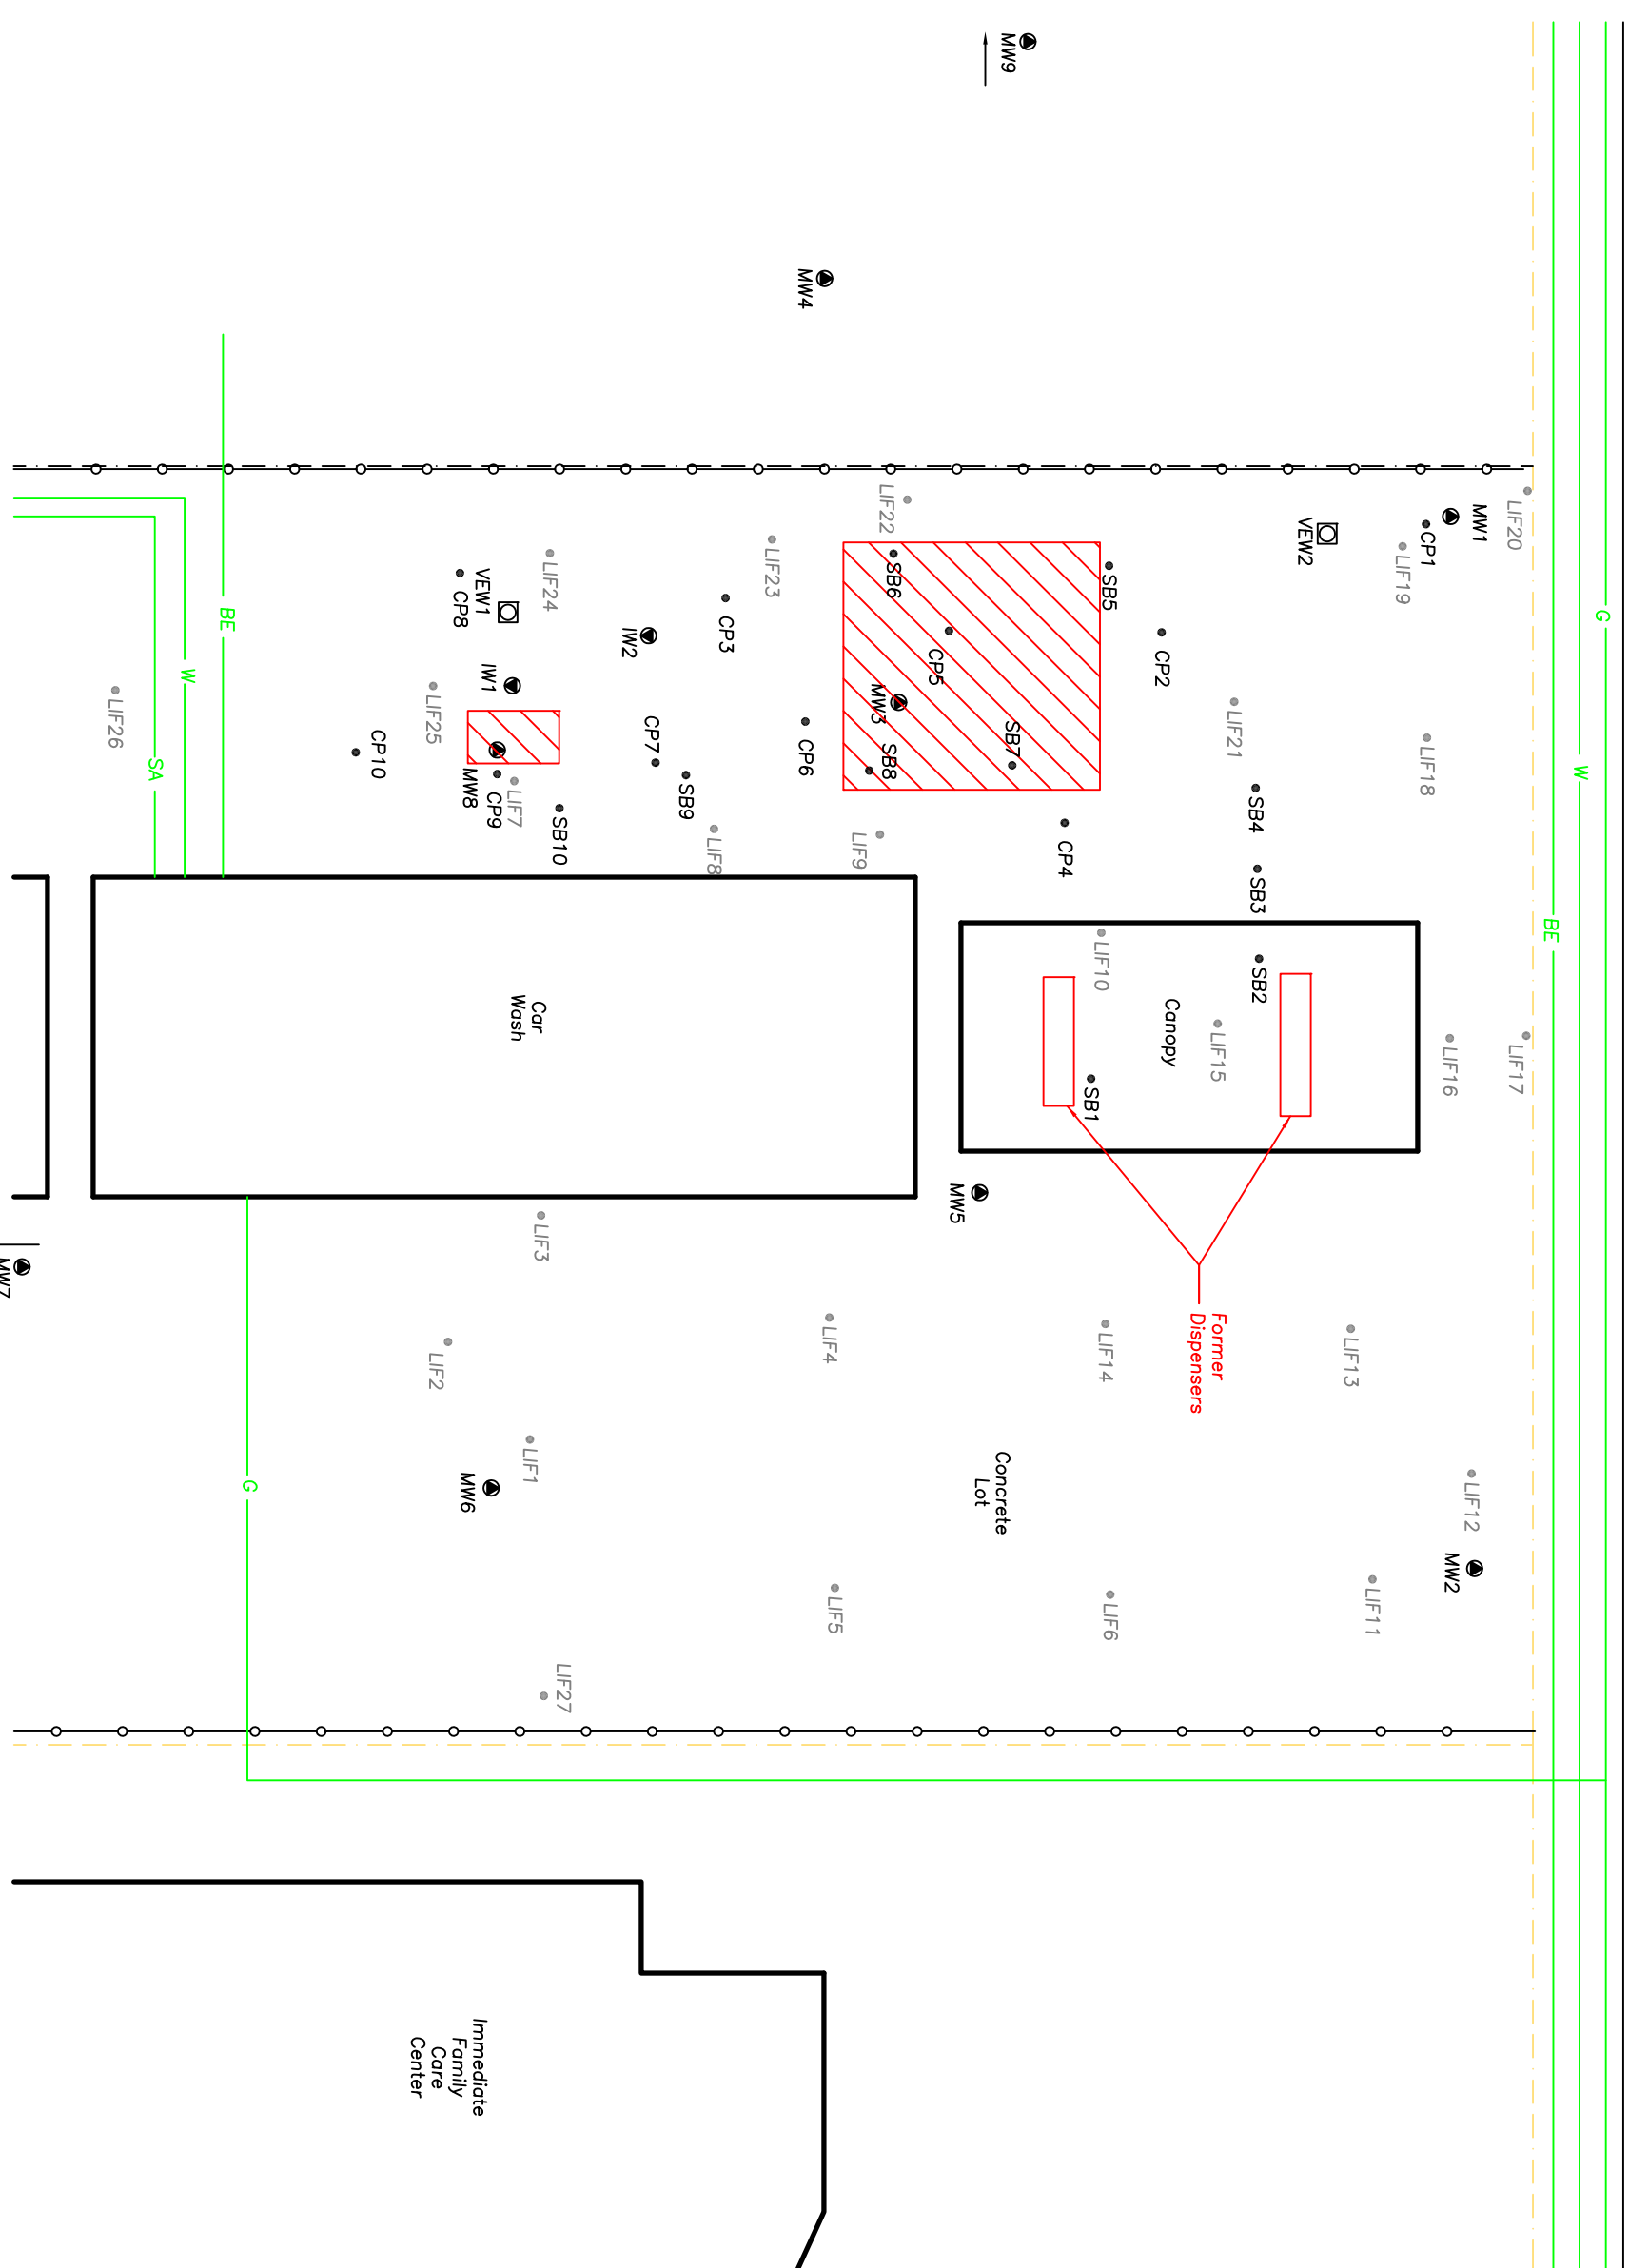 MW9
MW4
G
W
BE
LIF20
MW1
CP1
LIF19
VEW2
LIF22
SB5
SB6
LIF23
CP2
CP5
CP3
LIF24
VEW1
CP8
IW2
IW1
BE
W
SA
LIF26
LIF25
MW3
SB7
SB8
LIF21
LIF18
CP6
CP7
CP10
SB4
SB9
MW8
CP9
LIF7
SB10
LIF8
LIF9
CP4
SB3
SB2
LIF10
LIF15
Canopy
LIF16
LIF17
SB1
Car
Wash
MW5
MW7
LIF3
LIF2
LIF4
LIF14
LIF13
Former
Dispensers
LIF1
MW6
G
Concrete
Lot
LIF12
MW2
LIF11
LIF6
LIF5
LIF27
Immediate
Family
Care
Center